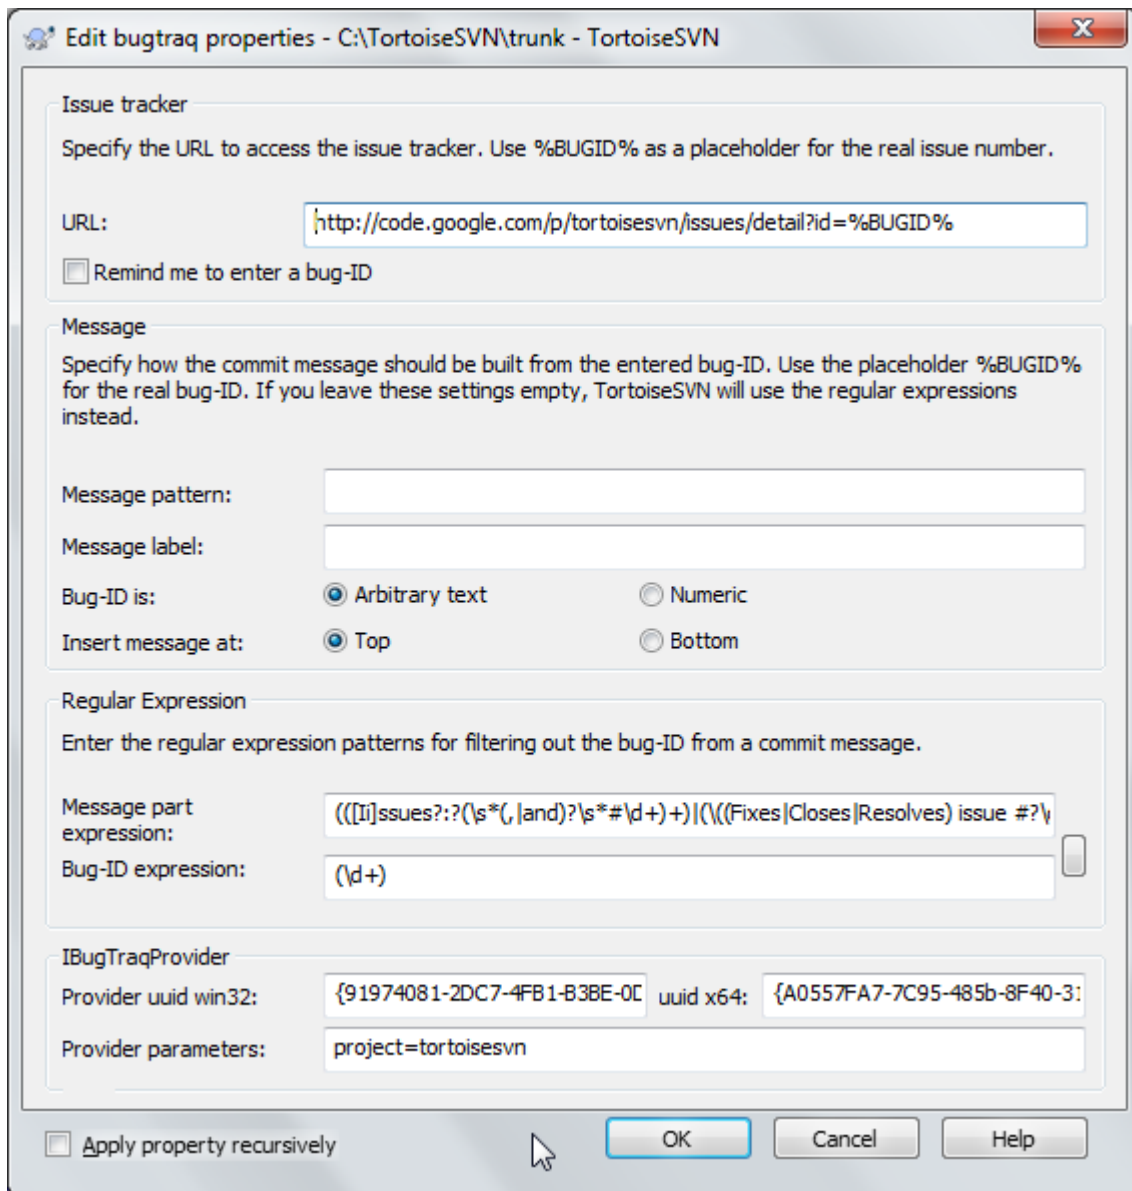 Edit bugtraq properties - C:\TortoiseSVN\trunk - TortoiseSVN
Issue tracker
Specify the URL to access the issue tracker. Use %BUGID% as a placeholder for the real issue number.
URL: http://code.google.com/p/tortoisesvn/issues/detail?id=%BUGID%
Remind me to enter a bug-ID
Message
Specify how the commit message should be built from the entered bug-ID. Use the placeholder %BUGID%
for the real bug-ID. If you leave these settings empty, TortoiseSVN will use the regular expressions
instead.
Message pattern:
Message label:
Bug-ID is: Arbitrary text Numeric
Insert message at: Top Bottom
Regular Expression
Enter the regular expression patterns for filtering out the bug-ID from a commit message.
Message part
expression: (([Ii]ssues?:?(\s*(,|and)?\s*#\d+)+)|(\((Fixes|Closes|Resolves) issue #?\
Bug-ID expression: (\d+)
IBugTraqProvider
Provider uuid win32: {91974081-2DC7-4FB1-B3BE-0D uuid x64: {A0557FA7-7C95-485b-8F40-31
Provider parameters: project=tortoisesvn
Apply property recursively
OK Cancel Help